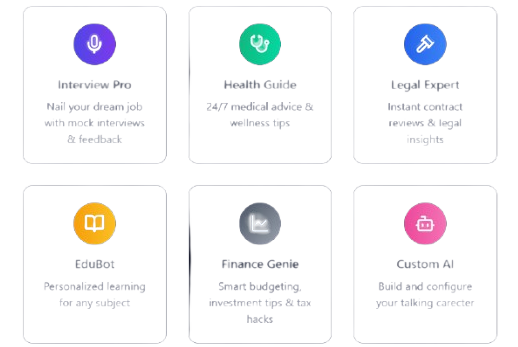 Interview Pro
Nail your dream job
with mock interviews
& feedback
Health Guide
24/7 medical advice &
wellness tips
Legal Expert
Instant contract
reviews & legal
insights
EduBot
Personalized learning
for any subject
Finance Genie
Smart budgeting,
investment tips & tax
hacks
Custom AI
Build and configure
your talking carecter